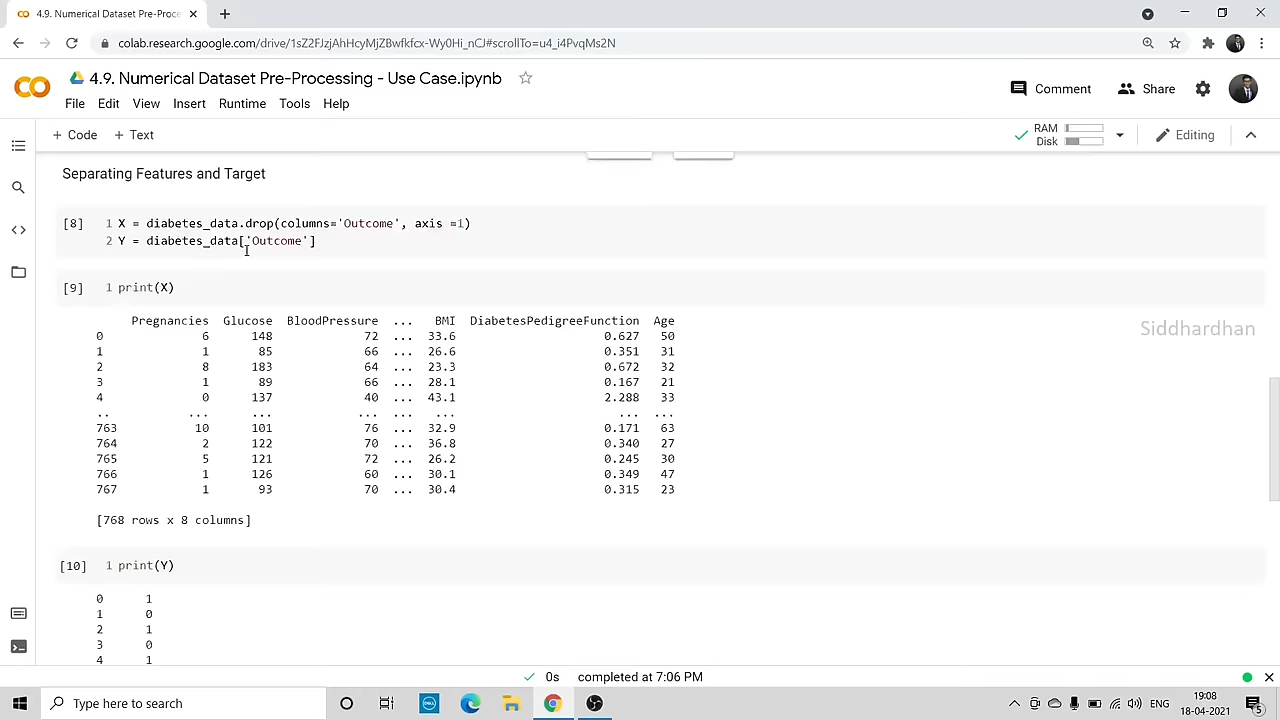 4.9. Numerical Dataset Pre-Proce
colab.research.google.com/drive/1sZ2FJzjAhHcyMjZBwfkfcx-Wy0Hi_nCJ#scrollTo=u4_i4PvqMs2N
4.9. Numerical Dataset Pre-Processing - Use Case.ipynb
Comment Share
File Edit View Insert Runtime Tools Help
+ Code + Text
RAM
Disk
Editing
Separating Features and Target
[8] 1 X = diabetes_data.drop(columns='Outcome', axis =1)
2 Y = diabetes_data['Outcome']
[9] 1 print(X)
Pregnancies Glucose BloodPressure ... BMI DiabetesPedigreeFunction Age
0 6 148 72 ... 33.6 0.627 50
1 1 85 66 ... 26.6 0.351 31
2 8 183 64 ... 23.3 0.672 32
3 1 89 66 ... 28.1 0.167 21
4 0 137 40 ... 43.1 2.288 33
.. ... ... ... ... ... ... ...
763 10 101 76 ... 32.9 0.171 63
764 2 122 70 ... 36.8 0.340 27
765 5 121 72 ... 26.2 0.245 30
766 1 126 60 ... 30.1 0.349 47
767 1 93 70 ... 30.4 0.315 23
Siddhardhan
[768 rows x 8 columns]
[10] 1 print(Y)
0 1
1 0
2 1
3 0
4 1
0s completed at 7:06 PM
Type here to search
DELL
ENG
19:08
18-04-2021
5